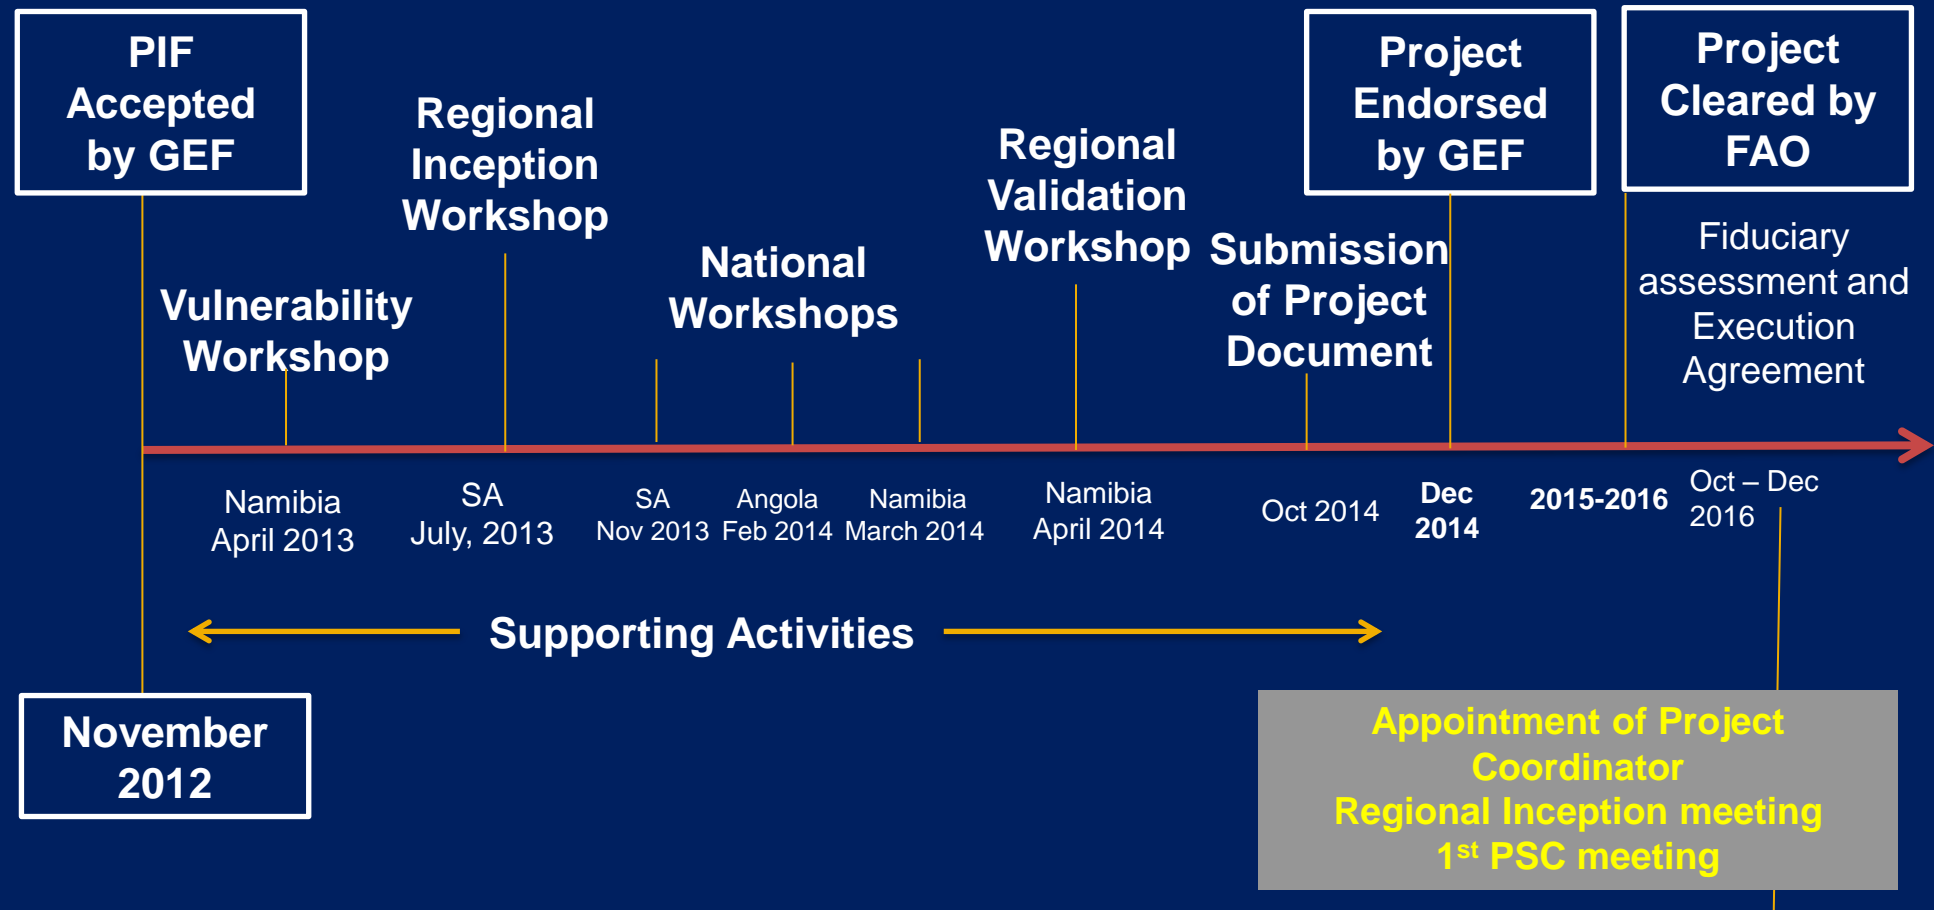 PIF
Accepted
by GEF
Regional
Inception
Workshop
Vulnerability
Workshop
National
Workshops
Regional
Validation
Workshop
Submission
of Project
Document
Project
Endorsed
by GEF
Project
Cleared by
FAO
Fiduciary
assessment and
Execution
Agreement
Namibia
April 2013
SA
July, 2013
SA
Nov 2013
Angola
Feb 2014
Namibia
March 2014
Namibia
April 2014
Oct 2014
Dec
2014
2015-2016
Oct – Dec
2016
Supporting Activities
November
2012
Appointment of Project
Coordinator
Regional Inception meeting
1st PSC meeting